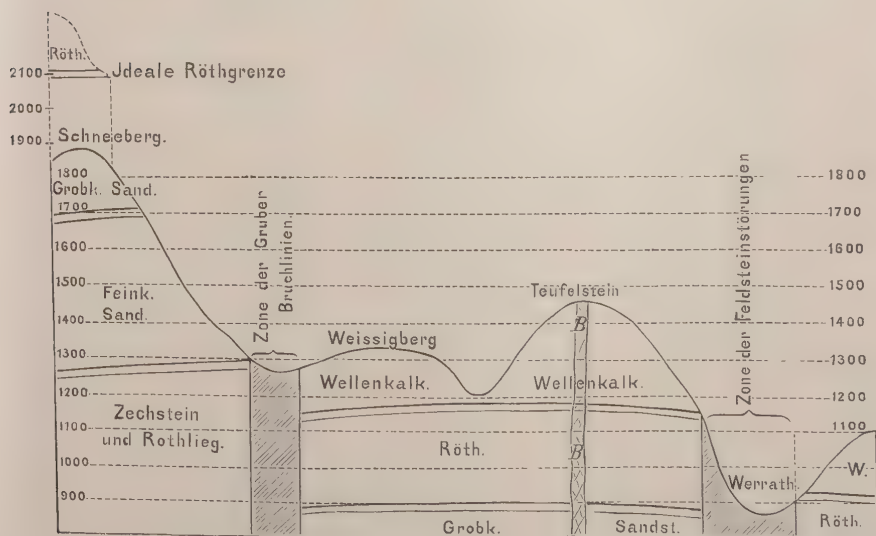 Röth.
2100
Jdeale Röthgrenze
2000
1900
Schneeberg.
1800
Grobk. Sand.
1700
1600
1500
Feink.
Sand.
1400
1300
1200
Zechstein
und Rothlieg.
1100
1000
900
Zone der Gruber
Bruchlinien.
Weissigberg
Wellenkalk.
Teufelstein
B
Wellenkalk.
Röth.
B
Grobk.
Sandst.
Zone der Feldsteinstörungen
Werrath.
1800
1700
1600
1500
1400
1300
1200
1100
W.
Röth.